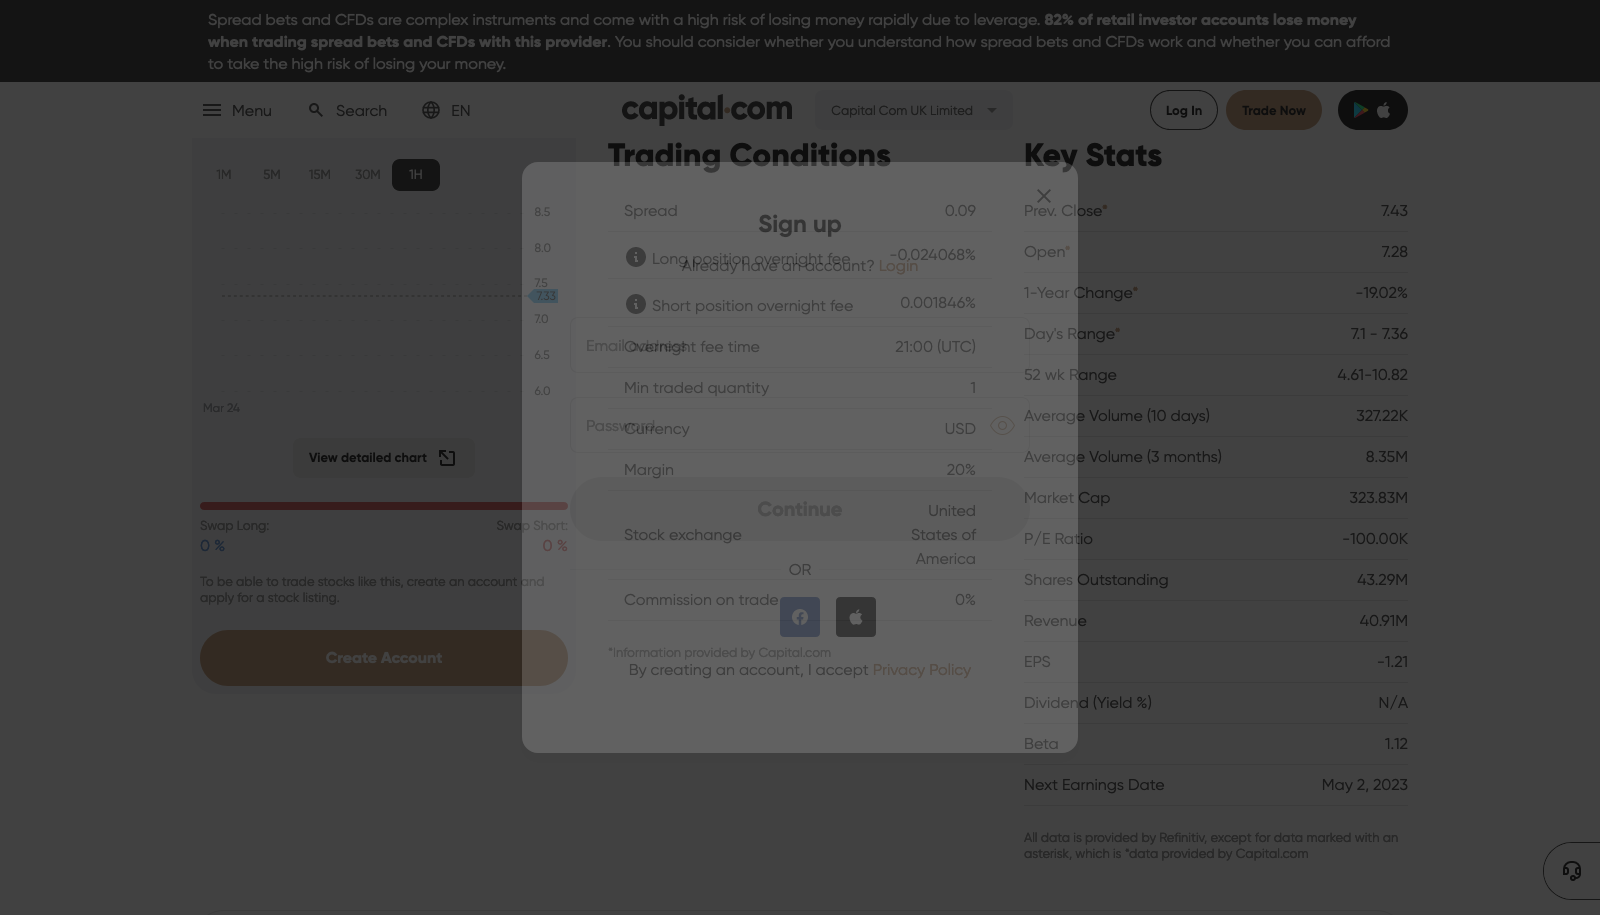 Spread bets and CFDs are complex instruments and come with a high risk of losing money rapidly due to leverage. 82% of retail investor accounts lose money
when trading spread bets and CFDs with this provider. You should consider whether you understand how spread bets and CFDs work and whether you can afford
to take the high risk of losing your money.
Menu
Search
EN
capital.com
Capital Com UK Limited
Log In
Trade Now
1M 5M 15M 30M 1H
8.5
8.0
7.5
7.33
7.0
6.5
6.0
Mar 24
View detailed chart
Swap Long: Swap Short:
0 % 0 %
To be able to trade stocks like this, create an account and
apply for a stock listing.
Create Account
Trading Conditions
Spread 0.09
Long position overnight fee -0.024068%
Short position overnight fee 0.001846%
Overnight fee time 21:00 (UTC)
Min traded quantity 1
Currency USD
Margin 20%
Stock exchange United
States of
America
Commission on trade 0%
*Information provided by Capital.com
Sign up
Already have an account? Login
Email address
Password
Continue
OR
By creating an account, I accept Privacy Policy
Key Stats
Prev. Close* 7.43
Open* 7.28
1-Year Change* -19.02%
Day's Range* 7.1 - 7.36
52 wk Range 4.61-10.82
Average Volume (10 days) 327.22K
Average Volume (3 months) 8.35M
Market Cap 323.83M
P/E Ratio -100.00K
Shares Outstanding 43.29M
Revenue 40.91M
EPS -1.21
Dividend (Yield %) N/A
Beta 1.12
Next Earnings Date May 2, 2023
All data is provided by Refinitiv, except for data marked with an
asterisk, which is *data provided by Capital.com